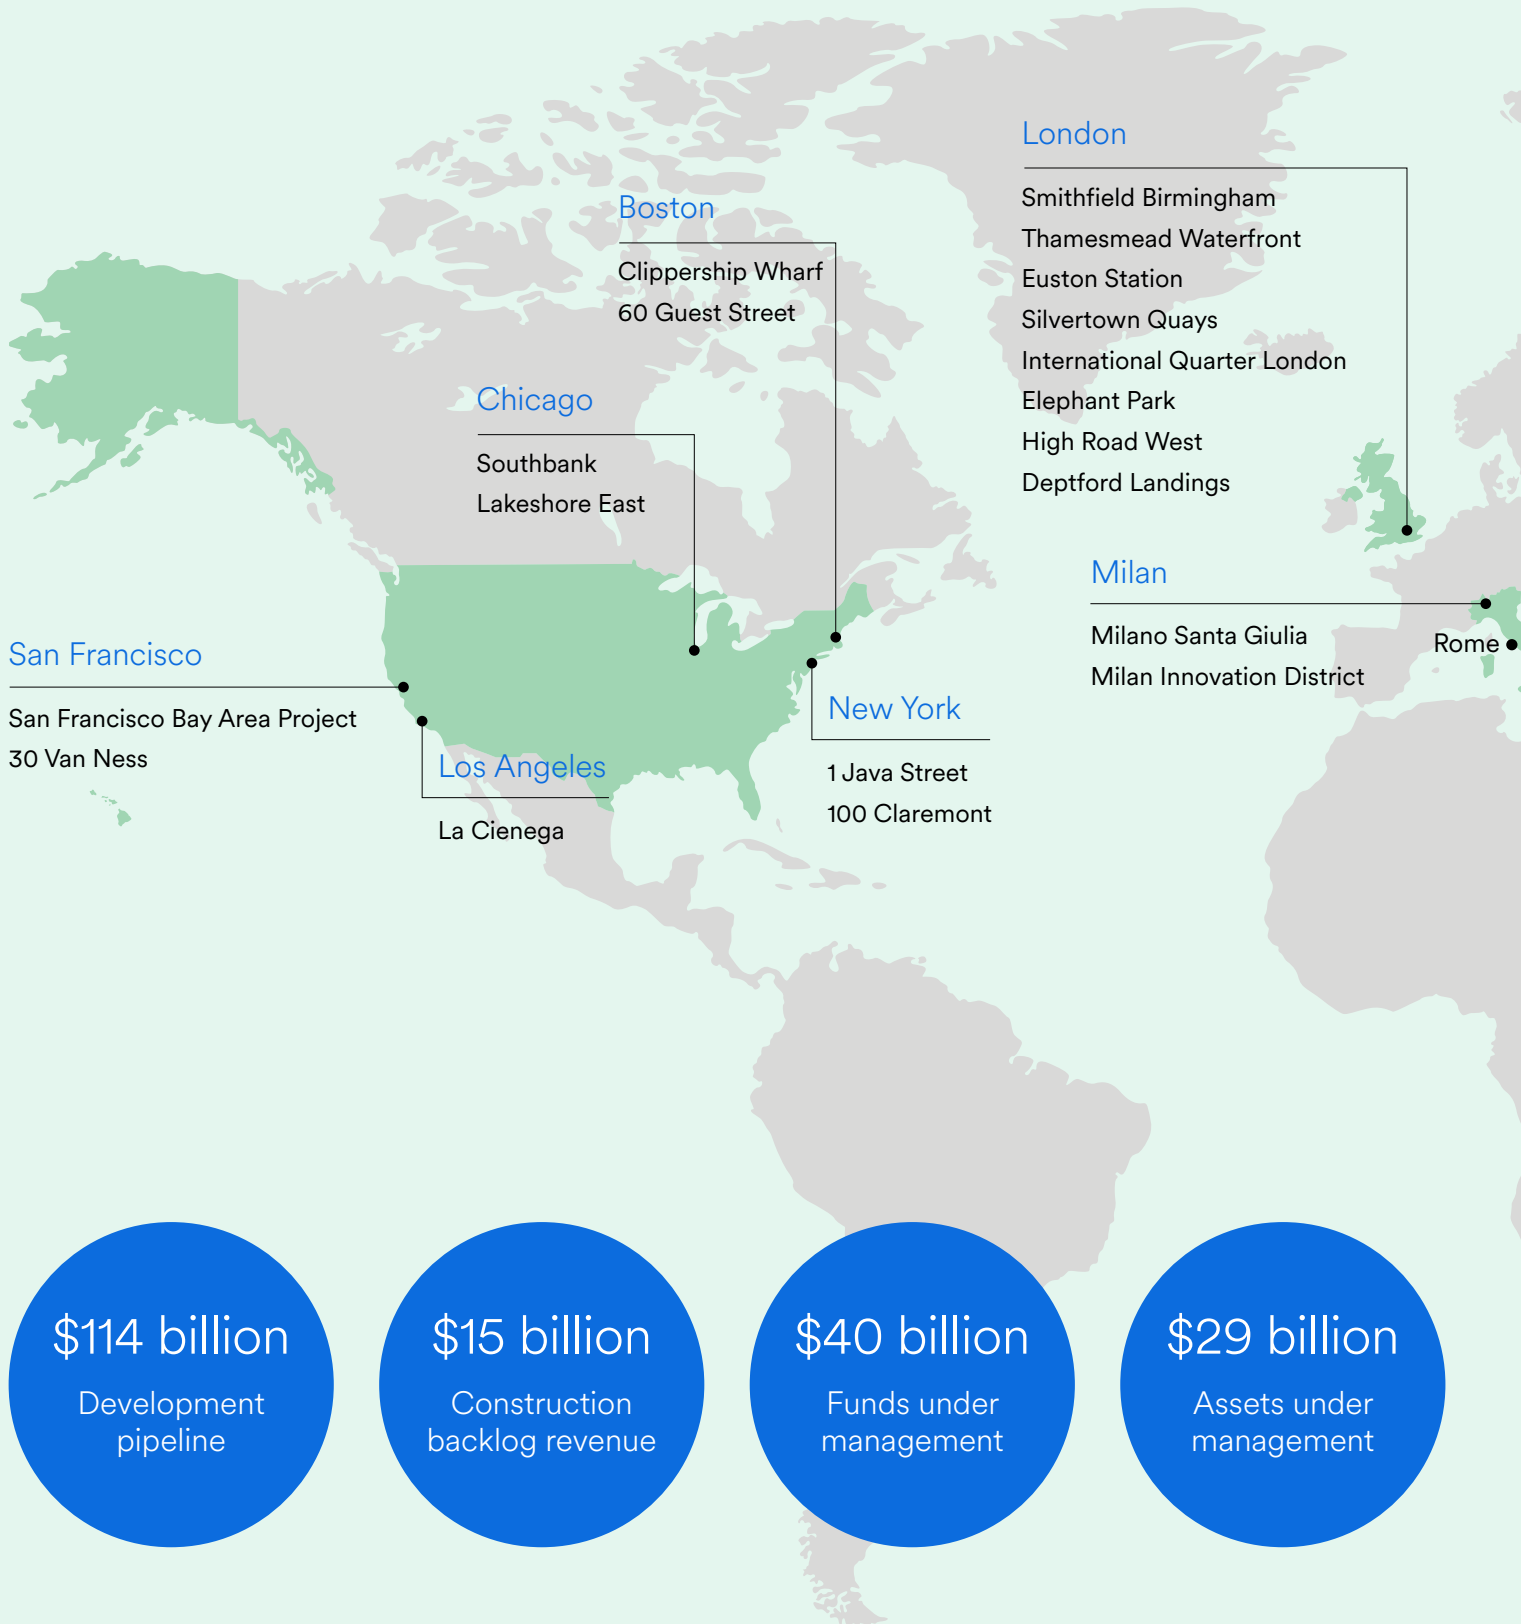 London
Smithfield Birmingham
Thamesmead Waterfront
Euston Station
Silvertown Quays
International Quarter London
Elephant Park
High Road West
Deptford Landings
Boston
Clippership Wharf
60 Guest Street
Chicago
Southbank
Lakeshore East
Milan
Milano Santa Giulia
Milan Innovation District
Rome
San Francisco
San Francisco Bay Area Project
30 Van Ness
New York
1 Java Street
100 Claremont
Los Angeles
La Cienega
$114 billion
Development
pipeline
$15 billion
Construction
backlog revenue
$40 billion
Funds under
management
$29 billion
Assets under
management